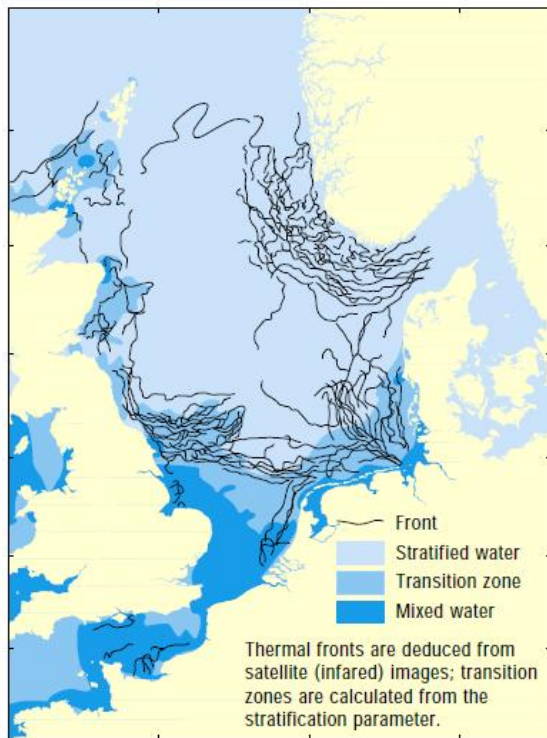 Front
Stratified water
Transition zone
Mixed water
Thermal fronts are deduced from
satellite (infared) images; transition
zones are calculated from the
stratification parameter.